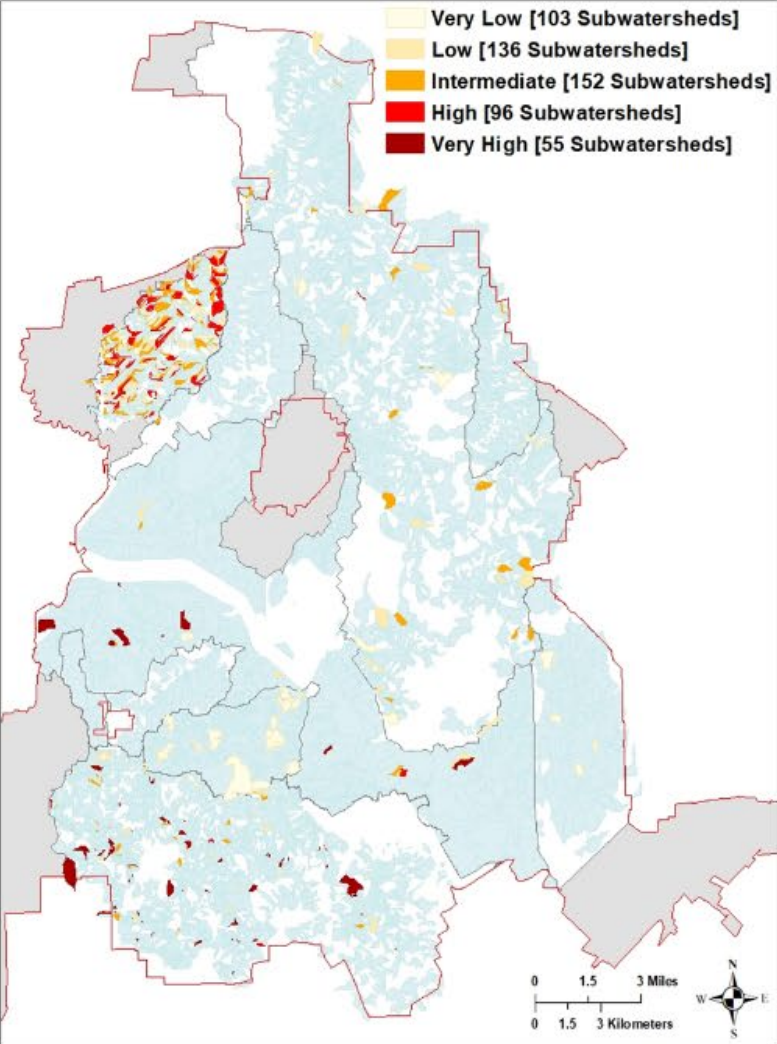 Very Low [103 Subwatersheds]
Low [136 Subwatersheds]
Intermediate [152 Subwatersheds]
High [96 Subwatersheds]
Very High [55 Subwatersheds]
0 1.5 3 Miles
0 1.5 3 Kilometers
N
W E
S